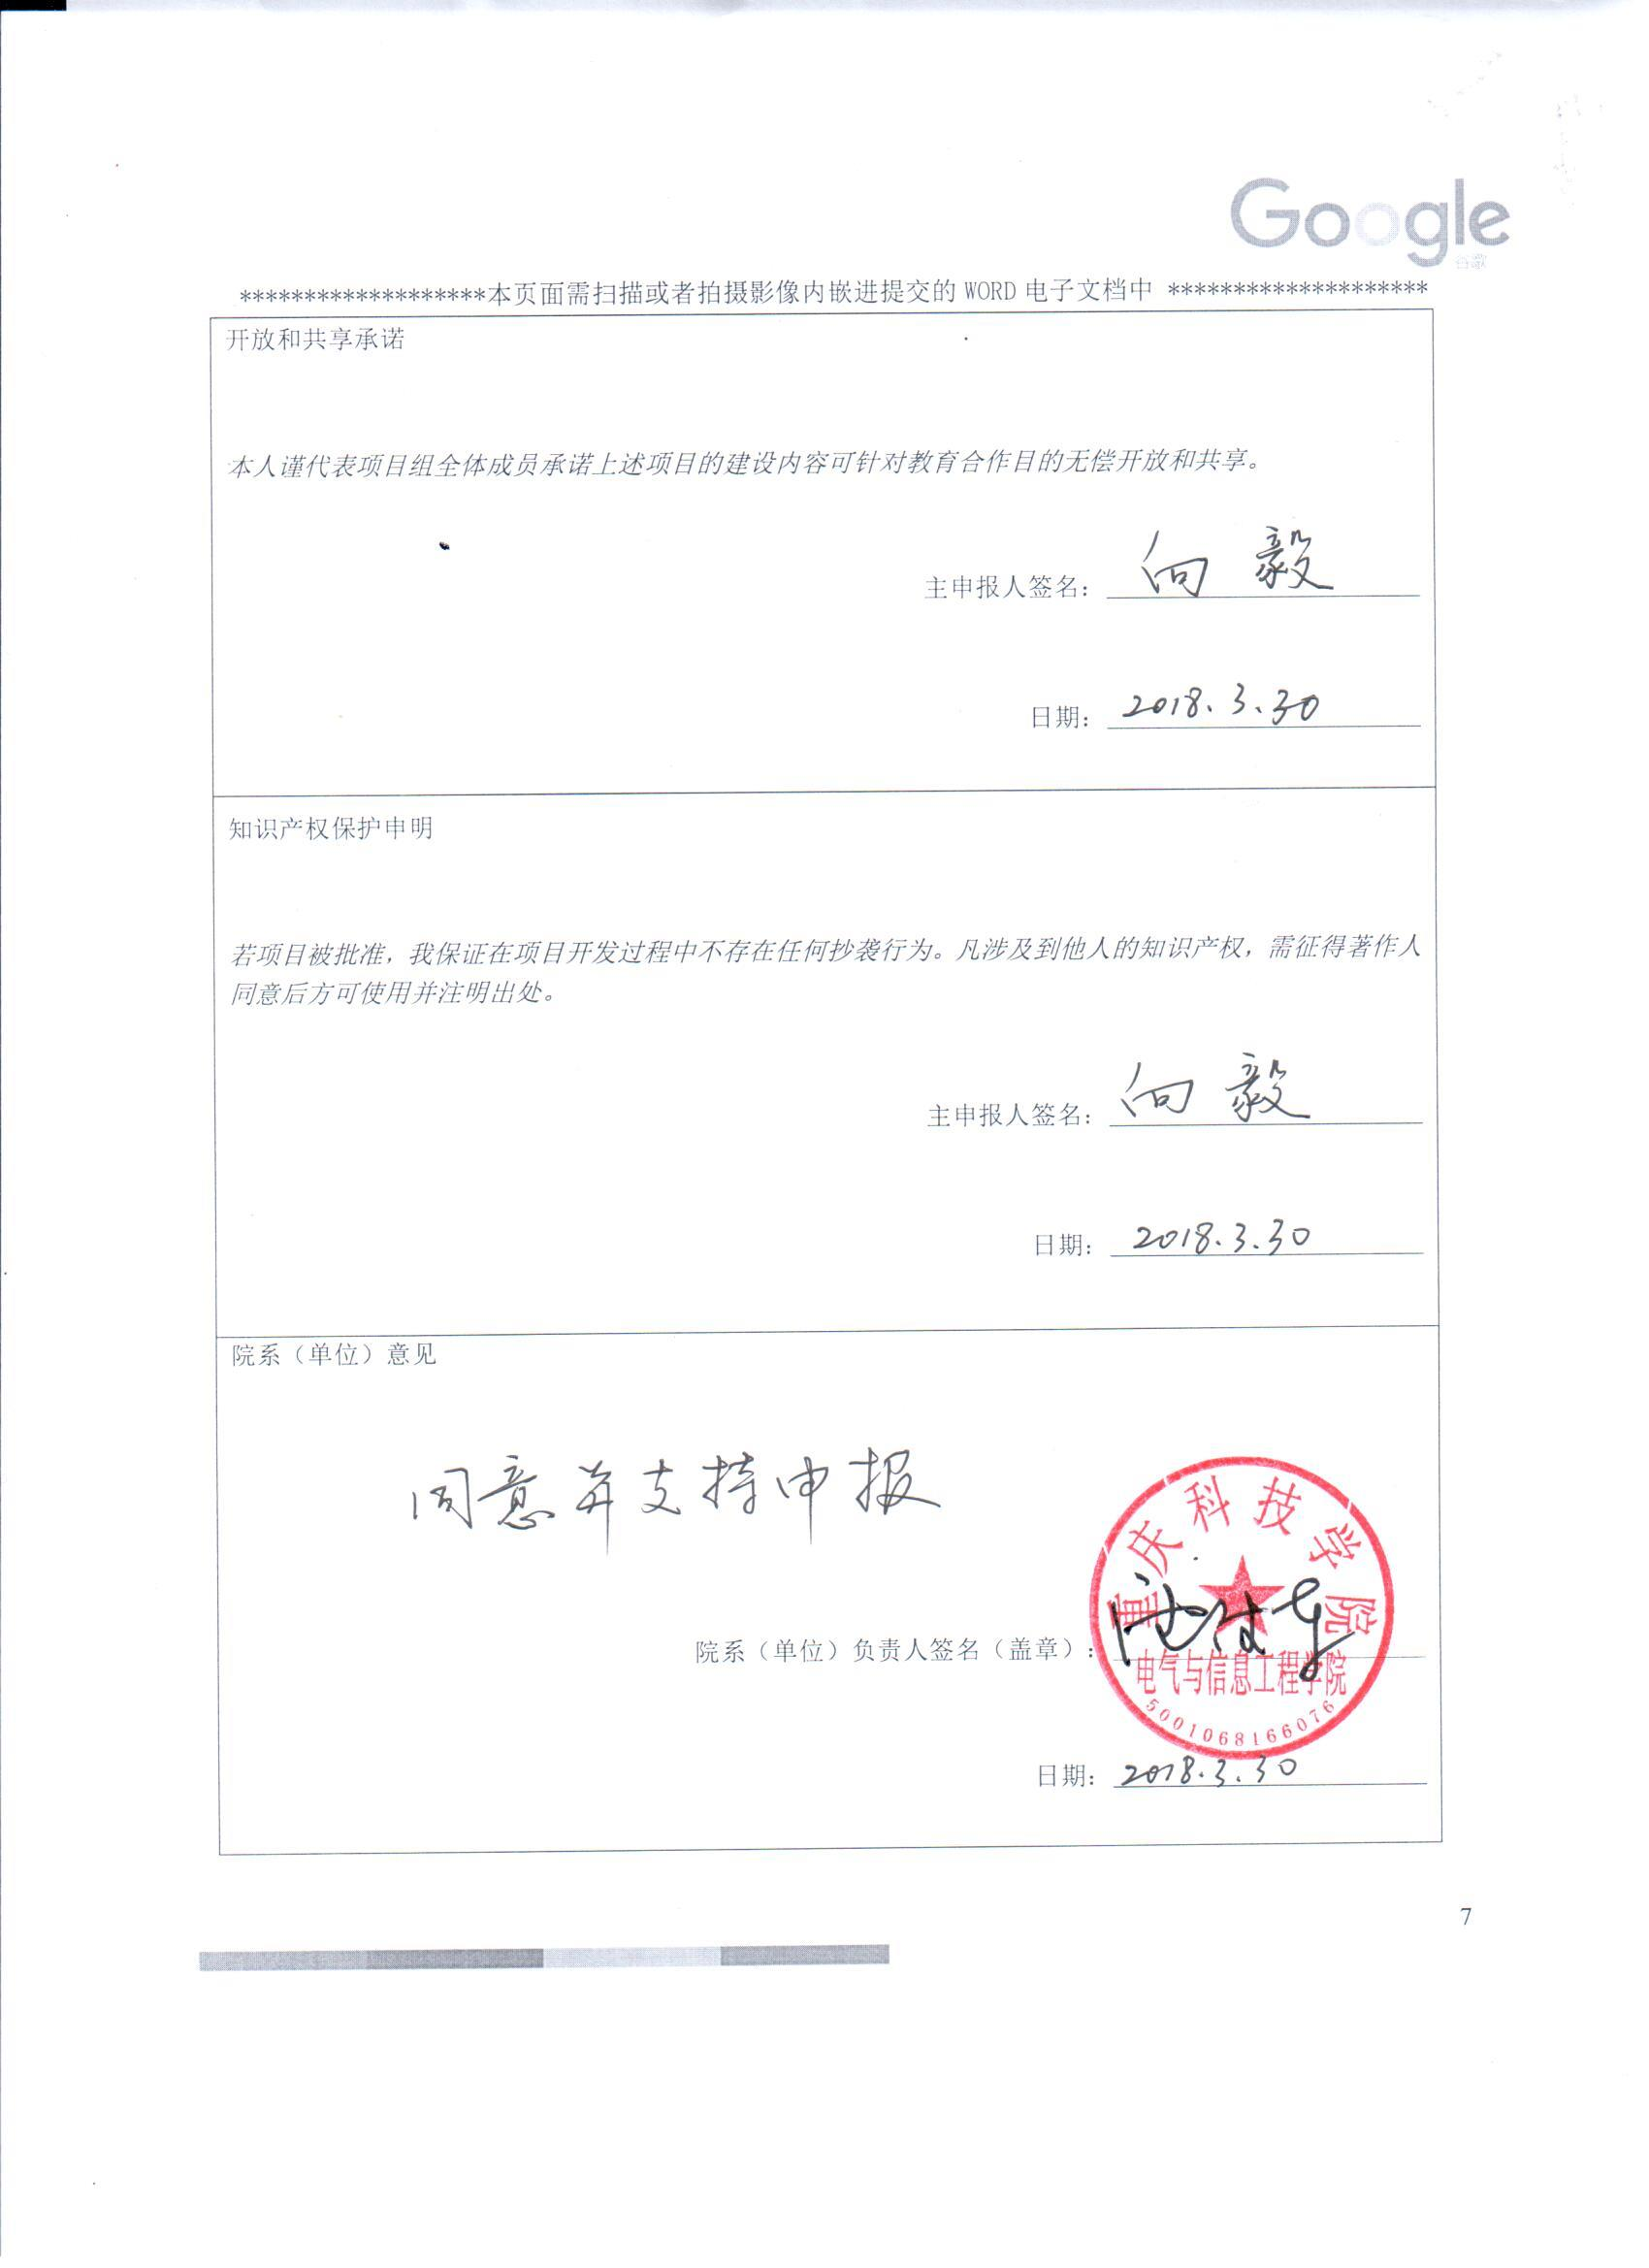 Google
谷歌
*******************本页面需扫描或者拍摄影像内嵌进提交的 WORD 电子文档中 ********************
开放和共享承诺
本人谨代表项目组全体成员承诺上述项目的建设内容可针对教育合作目的无偿开放和共享。
主申报人签名： 向毅
日期： 2018.3.30
知识产权保护申明
若项目被批准，我保证在项目开发过程中不存在任何抄袭行为。凡涉及到他人的知识产权，需征得著作人
同意后方可使用并注明出处。
主申报人签名： 向毅
日期： 2018.3.30
院系（单位）意见
同意并支持申报
重庆科技学院
院系（单位）负责人签名（盖章）：
电气与信息工程学院
5001068166076
日期： 2018.3.30
7